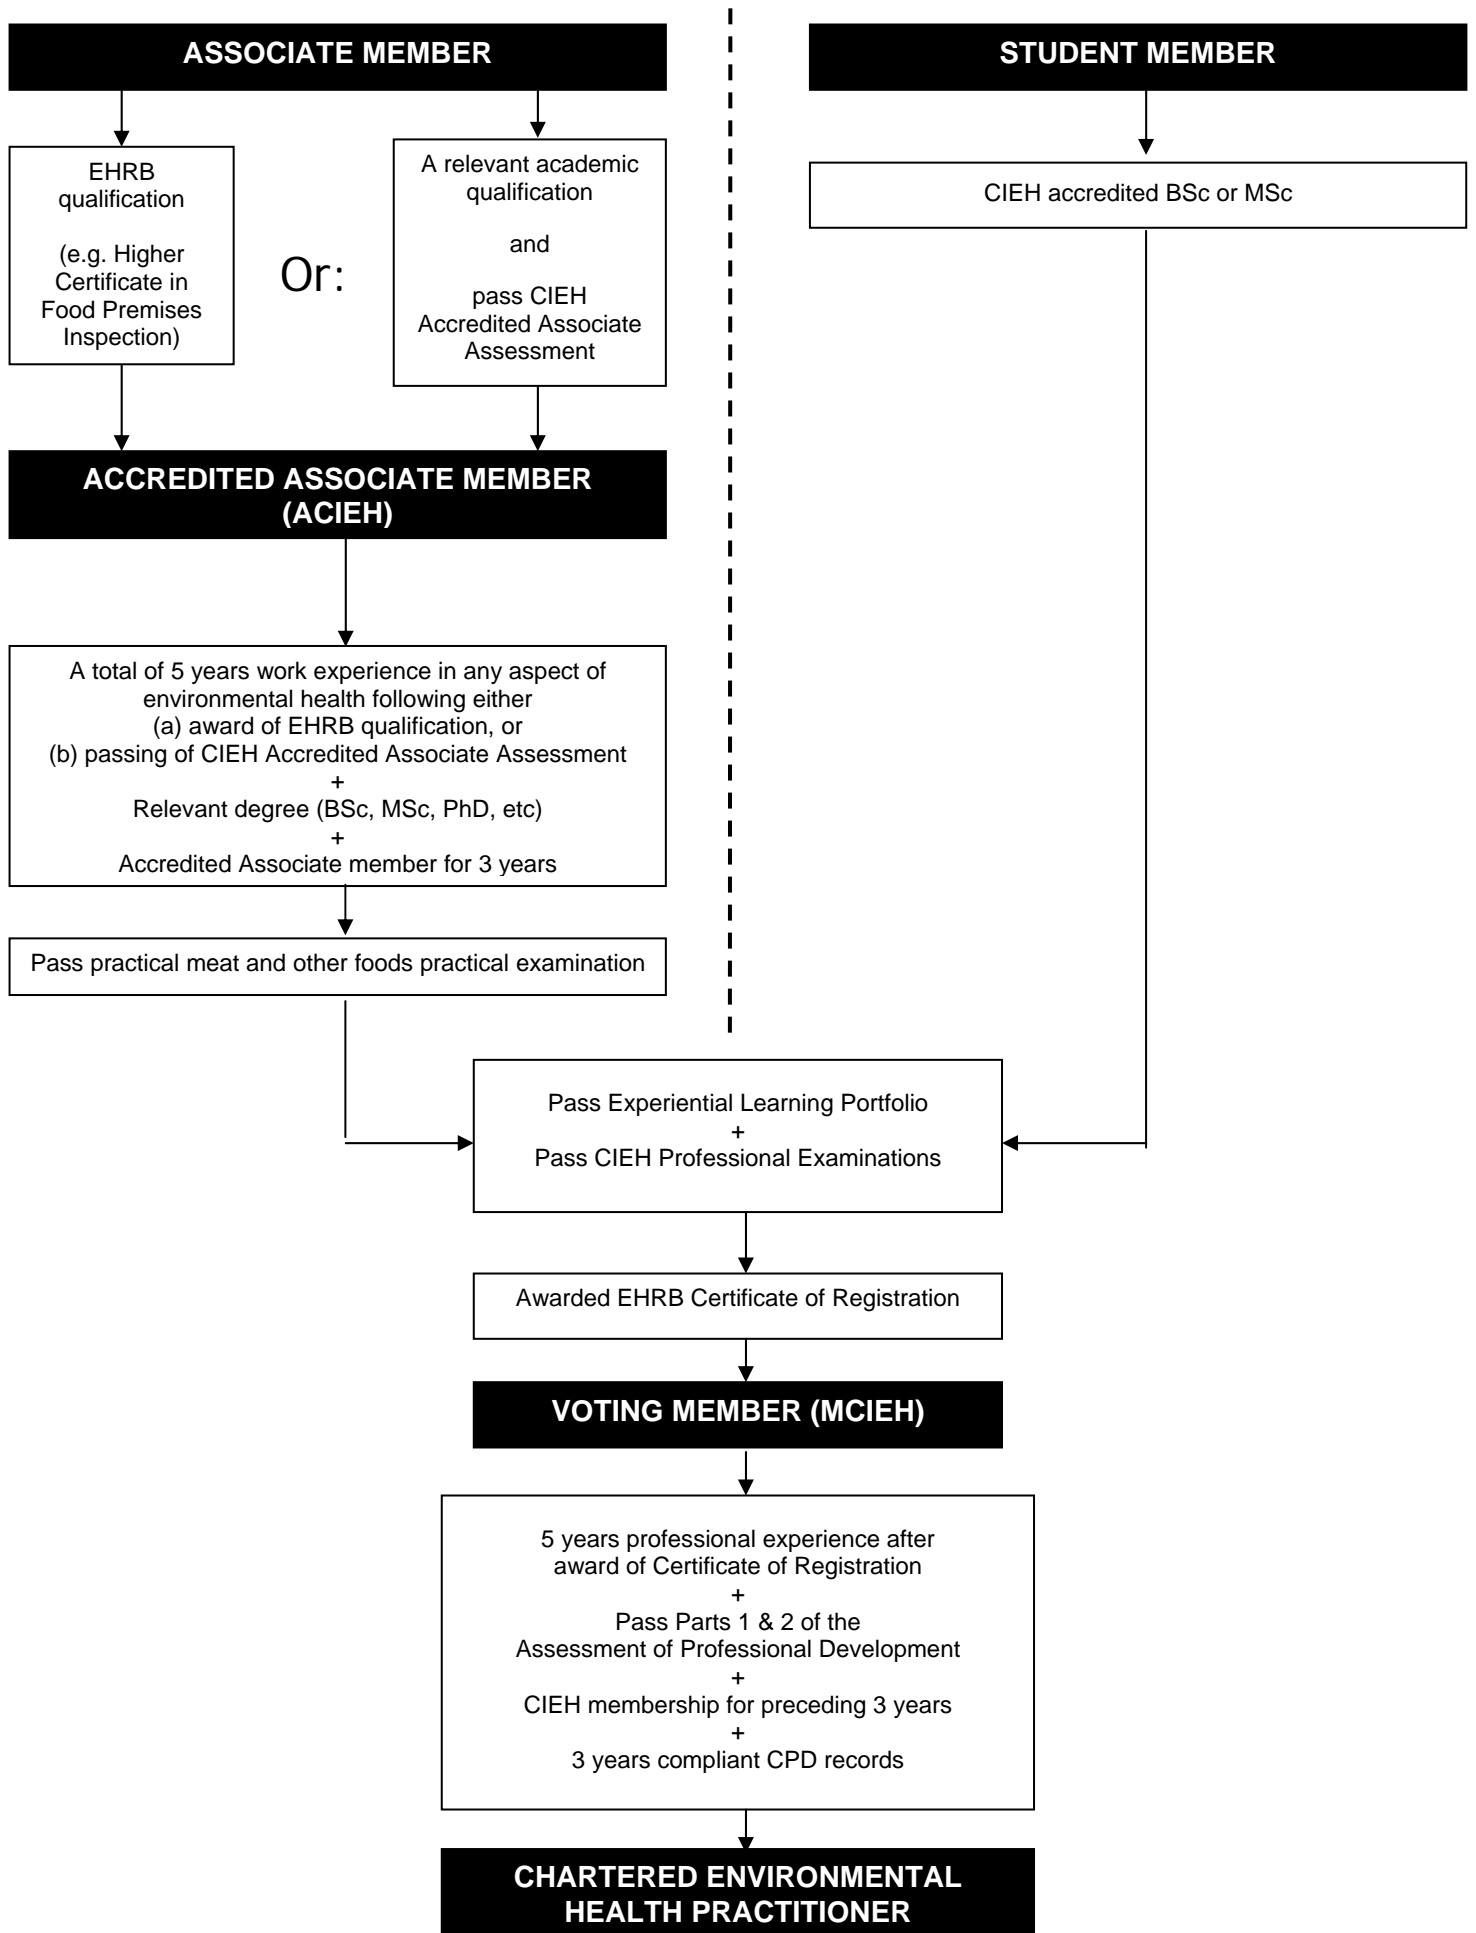 ASSOCIATE MEMBER
EHRB
qualification
(e.g. Higher
Certificate in
Food Premises
Inspection)
Or:
A relevant academic
qualification
and
pass CIEH
Accredited Associate
Assessment
ACCREDITED ASSOCIATE MEMBER
(ACIEH)
A total of 5 years work experience in any aspect of
environmental health following either
(a) award of EHRB qualification, or
(b) passing of CIEH Accredited Associate Assessment
+
Relevant degree (BSc, MSc, PhD, etc)
+
Accredited Associate member for 3 years
Pass practical meat and other foods practical examination
STUDENT MEMBER
CIEH accredited BSc or MSc
Pass Experiential Learning Portfolio
+
Pass CIEH Professional Examinations
Awarded EHRB Certificate of Registration
VOTING MEMBER (MCIEH)
5 years professional experience after
award of Certificate of Registration
+
Pass Parts 1 & 2 of the
Assessment of Professional Development
+
CIEH membership for preceding 3 years
+
3 years compliant CPD records
CHARTERED ENVIRONMENTAL
HEALTH PRACTITIONER